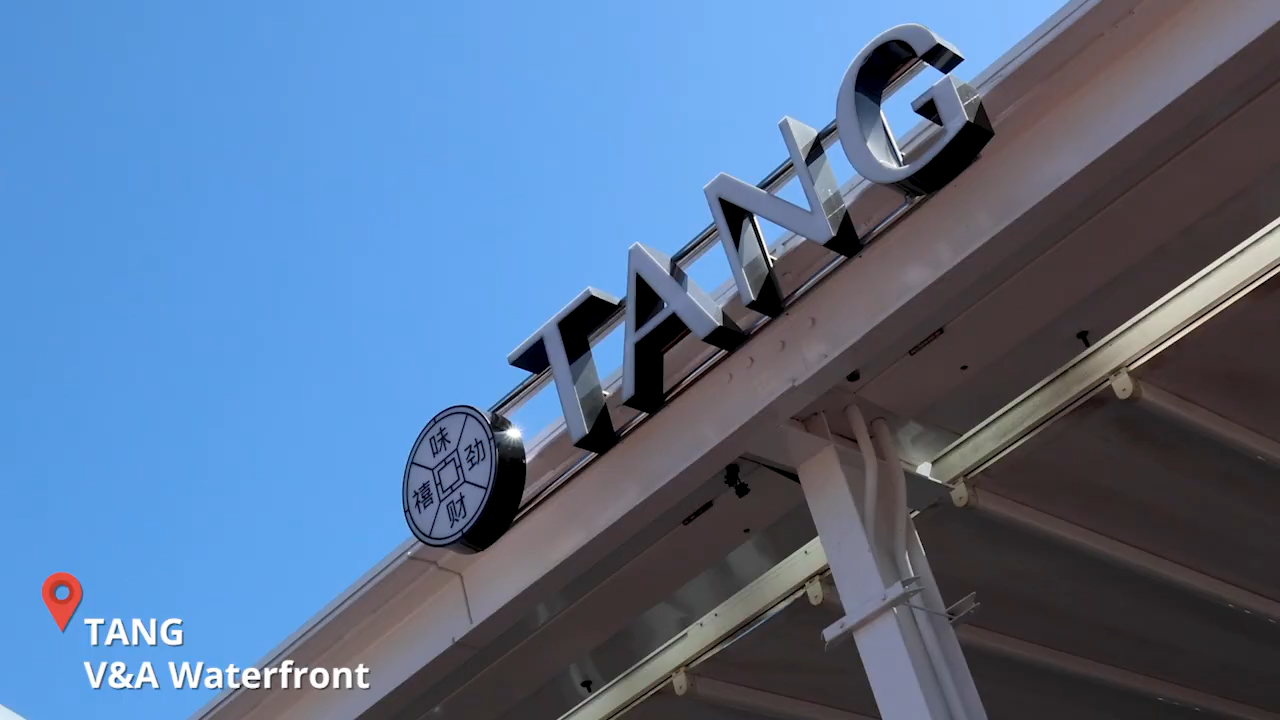 TANG
味
劲
禧
财
TANG
V&A Waterfront